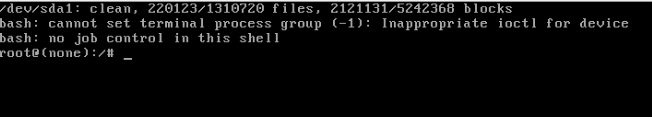 /dev/sda1: clean, 220123/1310720 files, 2121131/5242368 blocks
bash: cannot set terminal process group (-1): Inappropriate ioctl for device
bash: no job control in this shell
root@(none):/# _